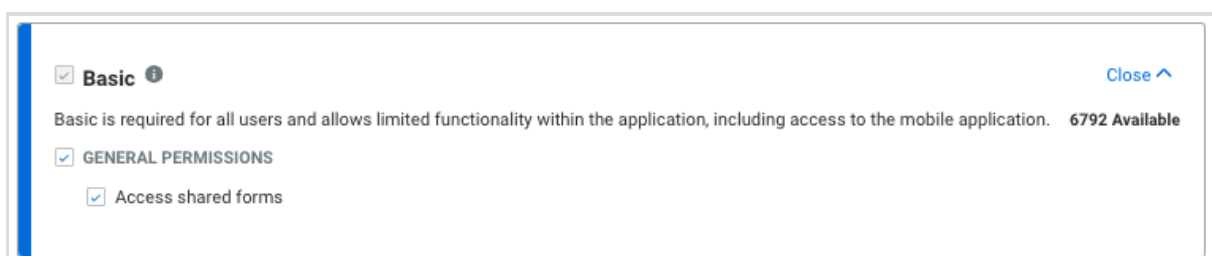 Basic
Close
Basic is required for all users and allows limited functionality within the application, including access to the mobile application. 6792 Available
GENERAL PERMISSIONS
Access shared forms